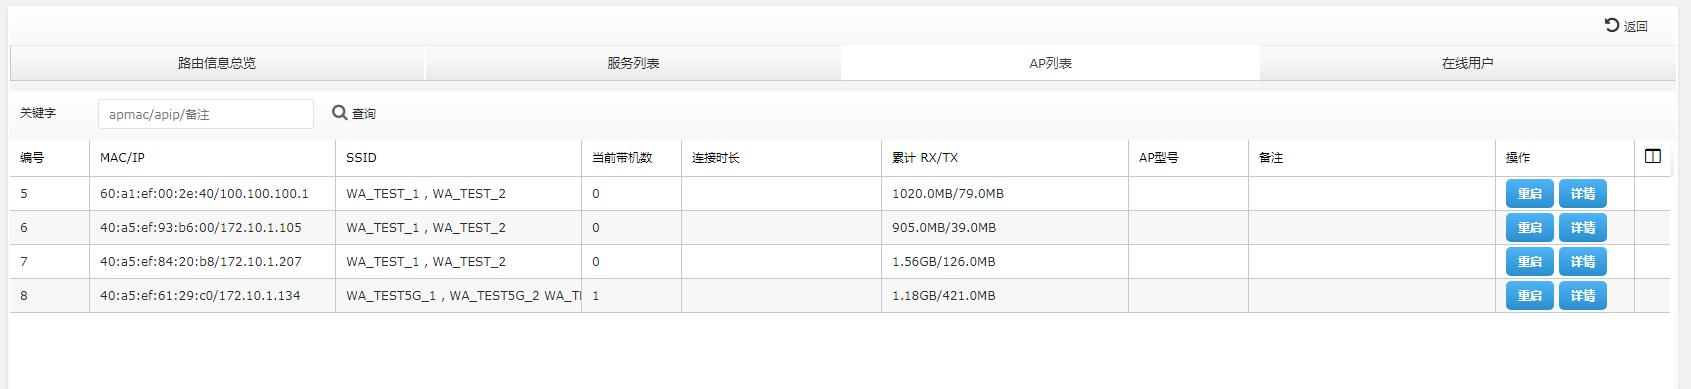 返回
路由信息总览 服务列表 AP列表 在线用户
关键字 apmac/apip/备注 查询
编号 MAC/IP SSID 当前带机数 连接时长 累计 RX/TX AP型号 备注 操作
5 60:a1:ef:00:2e:40/100.100.100.1 WA_TEST_1 , WA_TEST_2 0 1020.0MB/79.0MB 重启 详情
6 40:a5:ef:93:b6:00/172.10.1.105 WA_TEST_1 , WA_TEST_2 0 905.0MB/39.0MB 重启 详情
7 40:a5:ef:84:20:b8/172.10.1.207 WA_TEST_1 , WA_TEST_2 0 1.56GB/126.0MB 重启 详情
8 40:a5:ef:61:29:c0/172.10.1.134 WA_TEST5G_1 , WA_TEST5G_2 1 1.18GB/421.0MB 重启 详情